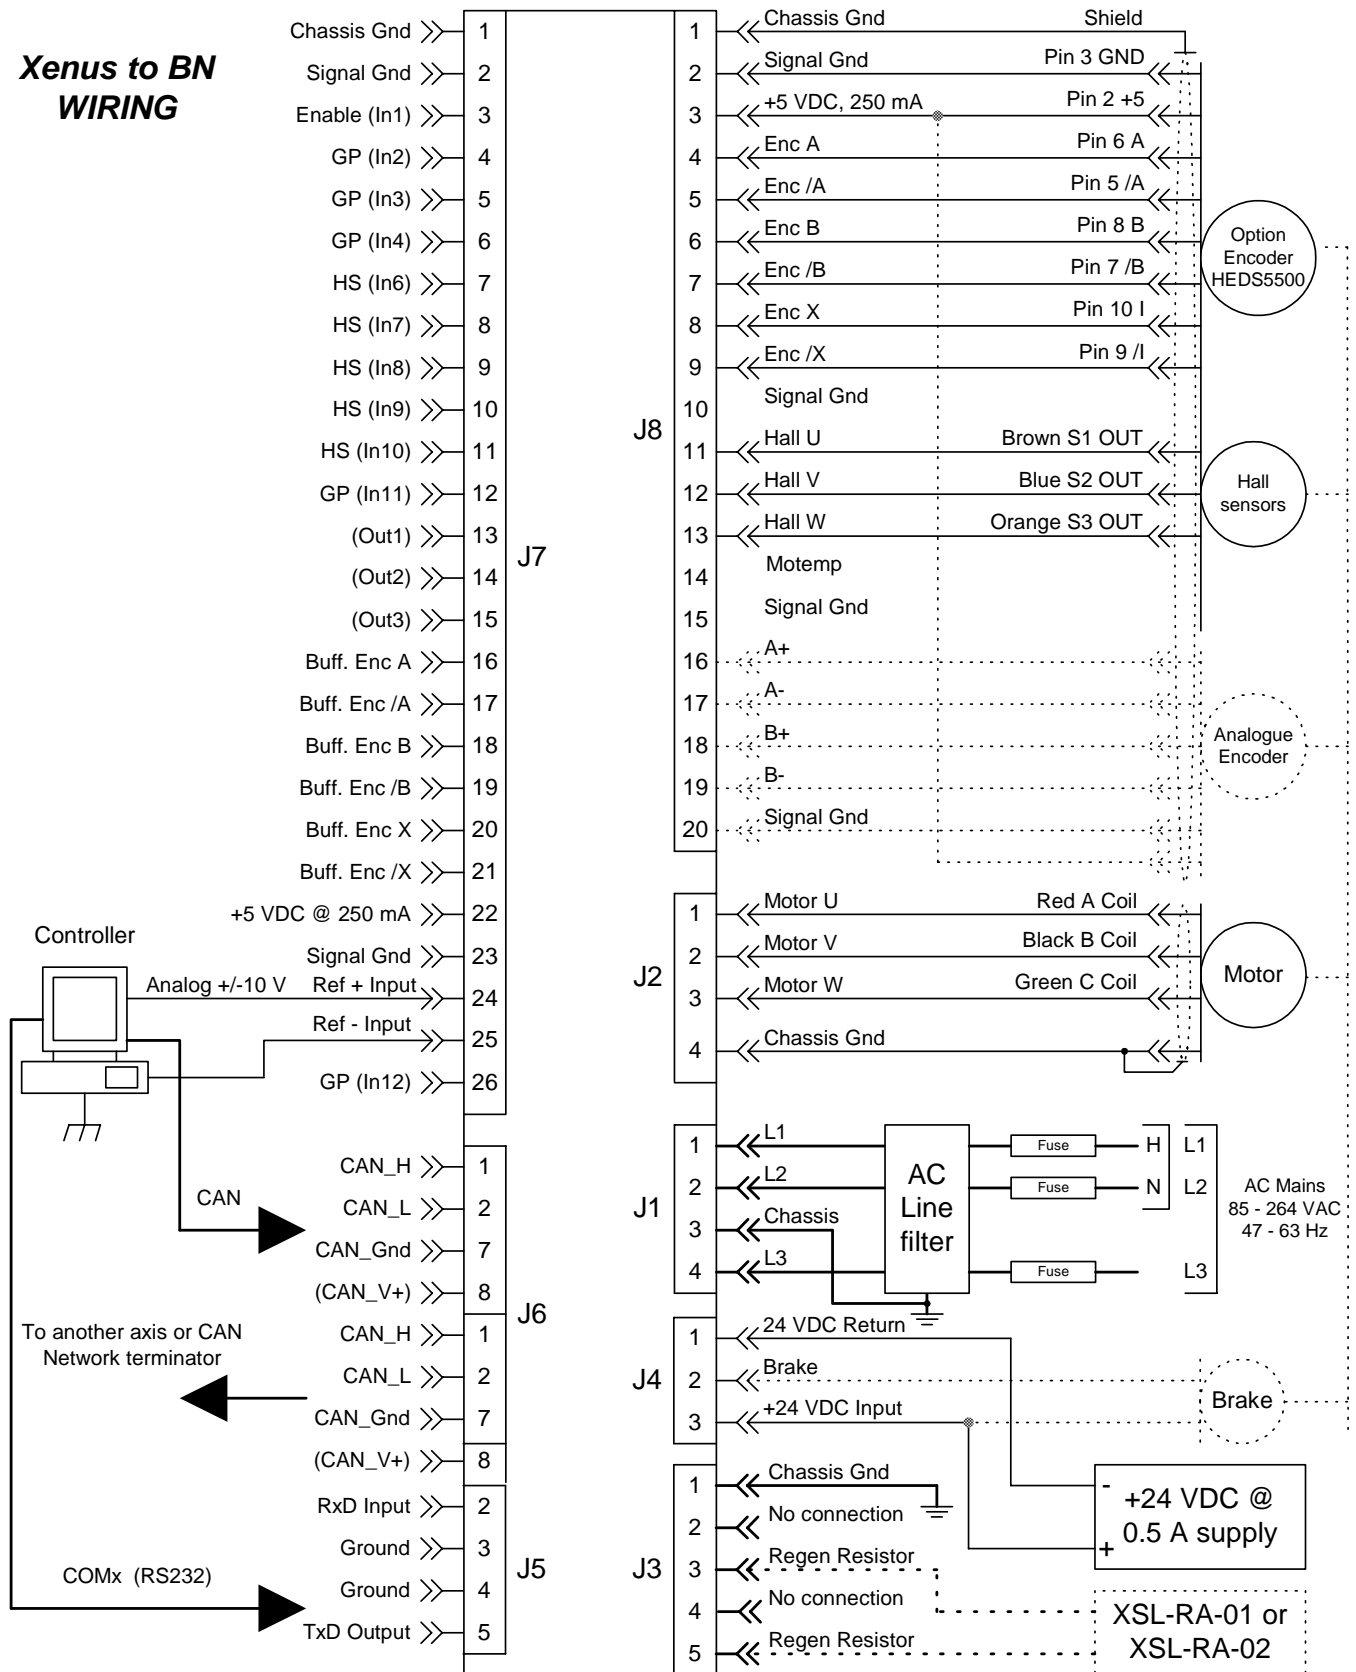 Xenus to BN
WIRING
Chassis Gnd 1
Signal Gnd 2
Enable (In1) 3
GP (In2) 4
GP (In3) 5
GP (In4) 6
HS (In6) 7
HS (In7) 8
HS (In8) 9
HS (In9) 10
HS (In10) 11
GP (In11) 12
(Out1) 13
(Out2) 14
(Out3) 15
Buff. Enc A 16
Buff. Enc /A 17
Buff. Enc B 18
Buff. Enc /B 19
Buff. Enc X 20
Buff. Enc /X 21
+5 VDC @ 250 mA 22
Signal Gnd 23
Analog +/-10 V Ref + Input 24
Ref - Input 25
GP (In12) 26
J7
Controller
CAN
CAN_H 1
CAN_L 2
CAN_Gnd 7
(CAN_V+) 8
J6
To another axis or CAN
Network terminator
CAN_H 1
CAN_L 2
CAN_Gnd 7
(CAN_V+) 8
COMx (RS232)
RxD Input 2
Ground 3
Ground 4
TxD Output 5
J5
J8
1 Chassis Gnd Shield
2 Signal Gnd Pin 3 GND
3 +5 VDC, 250 mA Pin 2 +5
4 Enc A Pin 6 A
5 Enc /A Pin 5 /A
6 Enc B Pin 8 B
7 Enc /B Pin 7 /B
8 Enc X Pin 10 I
9 Enc /X Pin 9 /I
10 Signal Gnd
11 Hall U Brown S1 OUT
12 Hall V Blue S2 OUT
13 Hall W Orange S3 OUT
14 Motemp
15 Signal Gnd
16 A+
17 A-
18 B+
19 B-
20 Signal Gnd
Option
Encoder
HEDS5500
Hall
sensors
Analogue
Encoder
J2
1 Motor U Red A Coil
2 Motor V Black B Coil
3 Motor W Green C Coil
4 Chassis Gnd
Motor
J1
1 L1 Fuse H L1
2 L2 Fuse N L2
3 Chassis
4 L3 Fuse L3
AC
Line
filter
AC Mains
85 - 264 VAC
47 - 63 Hz
J4
1 24 VDC Return
2 Brake
3 +24 VDC Input
Brake
-
+
+24 VDC @
0.5 A supply
J3
1 Chassis Gnd
2 No connection
3 Regen Resistor
4 No connection
5 Regen Resistor
XSL-RA-01 or
XSL-RA-02